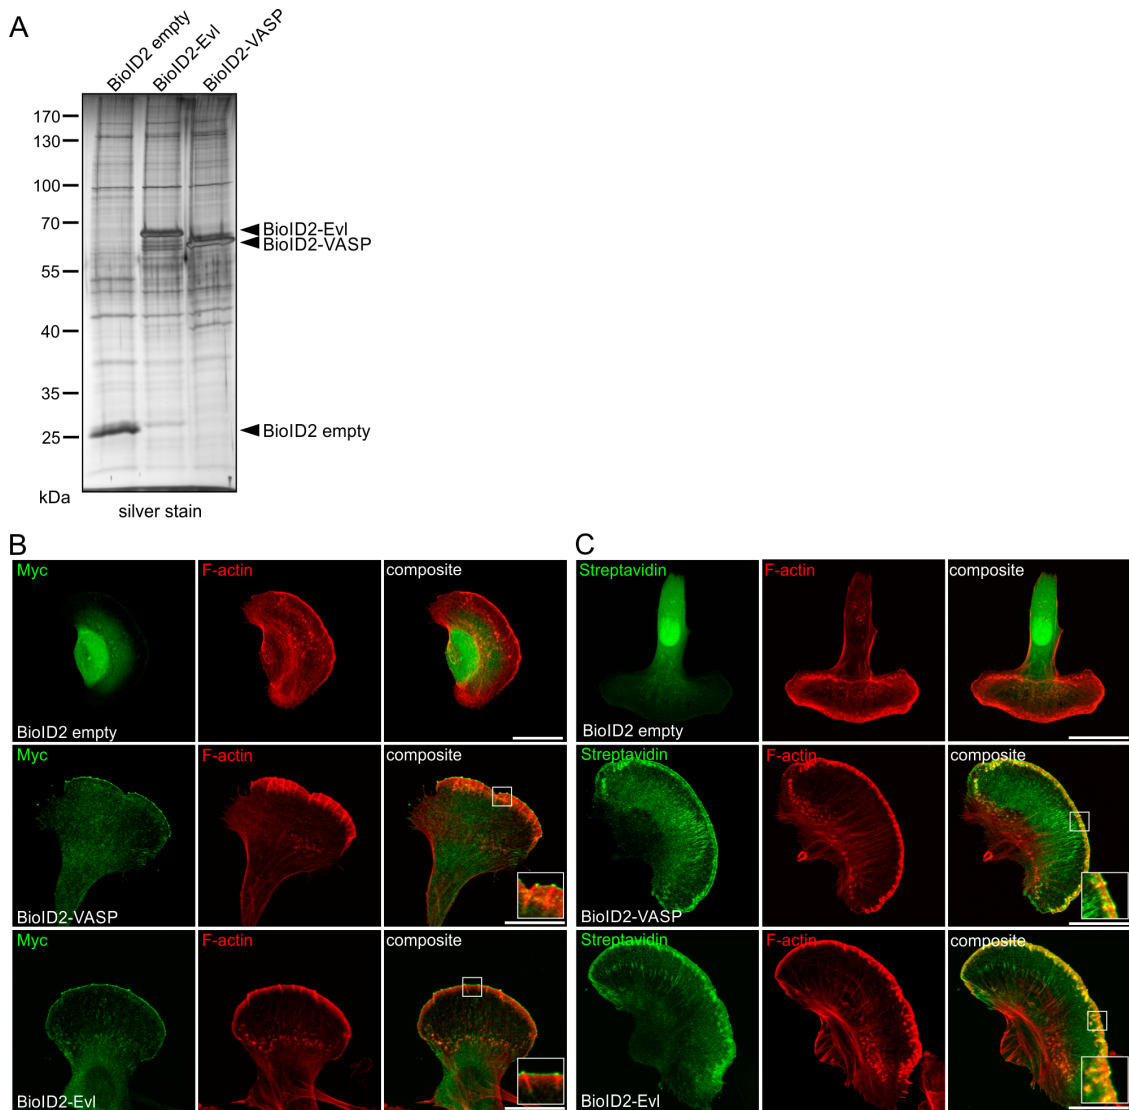 A
BioID2 empty
BioID2-Evl
BioID2-VASP
170
130
100
70
55
40
35
25
kDa
BioID2-Evl
BioID2-VASP
BioID2 empty
silver stain
B
Myc
F-actin
composite
BioID2 empty
Myc
F-actin
composite
BioID2-VASP
Myc
F-actin
composite
BioID2-Evl
C
Streptavidin
F-actin
composite
BioID2 empty
Streptavidin
F-actin
composite
BioID2-VASP
Streptavidin
F-actin
composite
BioID2-Evl